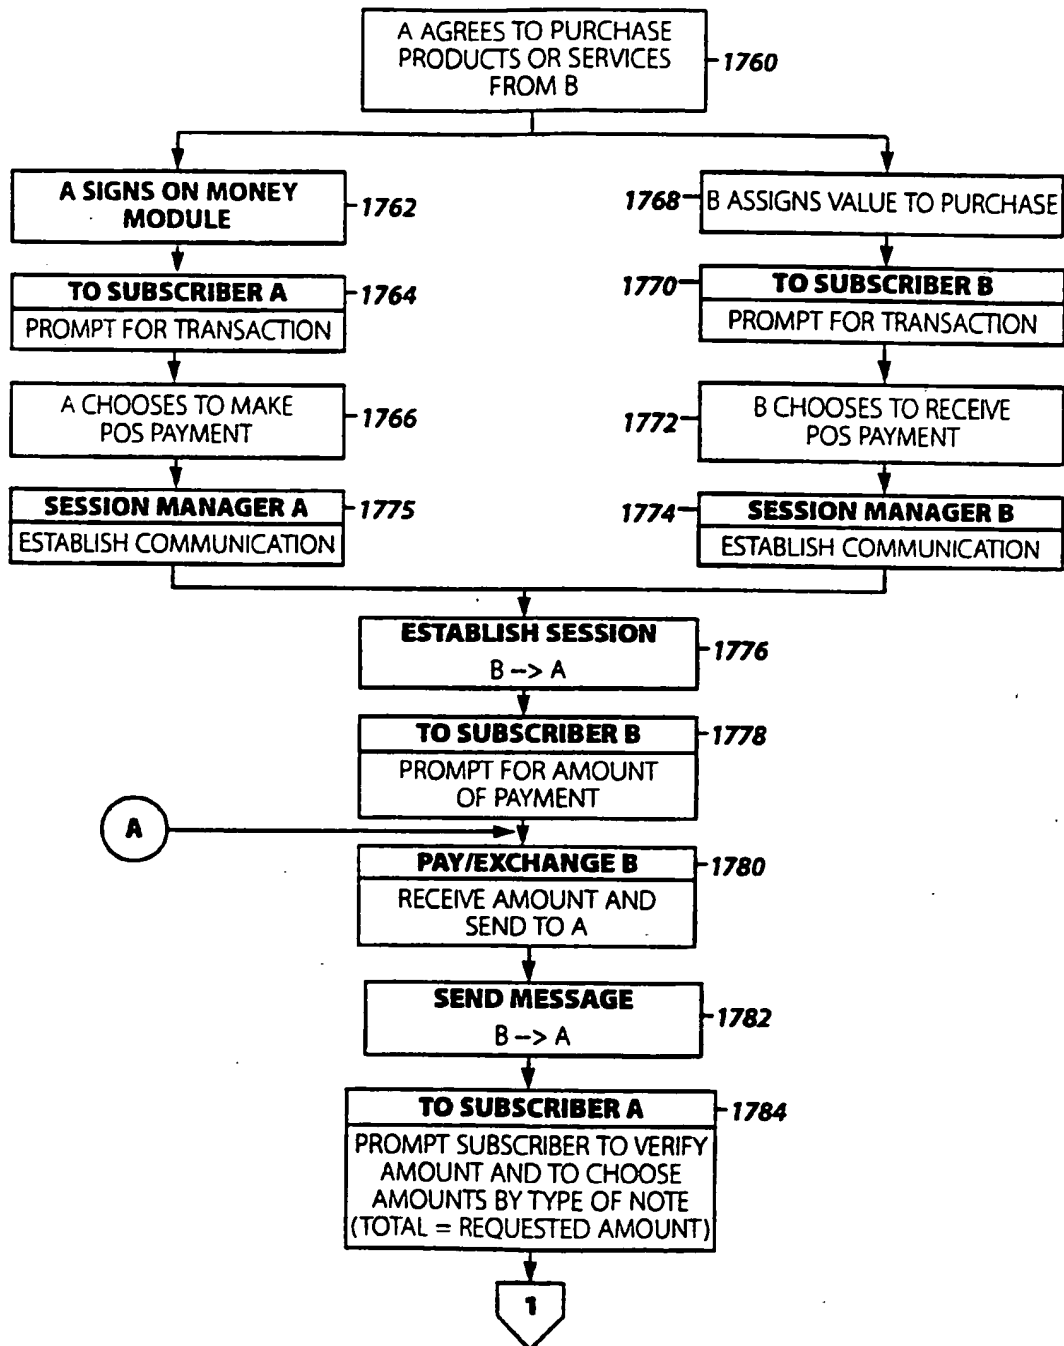 A AGREES TO PURCHASE
PRODUCTS OR SERVICES
FROM B
1760
A SIGNS ON MONEY
MODULE
1762
1768
B ASSIGNS VALUE TO PURCHASE
TO SUBSCRIBER A
PROMPT FOR TRANSACTION
1764
1770
TO SUBSCRIBER B
PROMPT FOR TRANSACTION
A CHOOSES TO MAKE
POS PAYMENT
1766
1772
B CHOOSES TO RECEIVE
POS PAYMENT
SESSION MANAGER A
ESTABLISH COMMUNICATION
1775
1774
SESSION MANAGER B
ESTABLISH COMMUNICATION
ESTABLISH SESSION
B --> A
1776
TO SUBSCRIBER B
PROMPT FOR AMOUNT
OF PAYMENT
1778
A
PAY/EXCHANGE B
RECEIVE AMOUNT AND
SEND TO A
1780
SEND MESSAGE
B --> A
1782
TO SUBSCRIBER A
PROMPT SUBSCRIBER TO VERIFY
AMOUNT AND TO CHOOSE
AMOUNTS BY TYPE OF NOTE
(TOTAL = REQUESTED AMOUNT)
1784
1